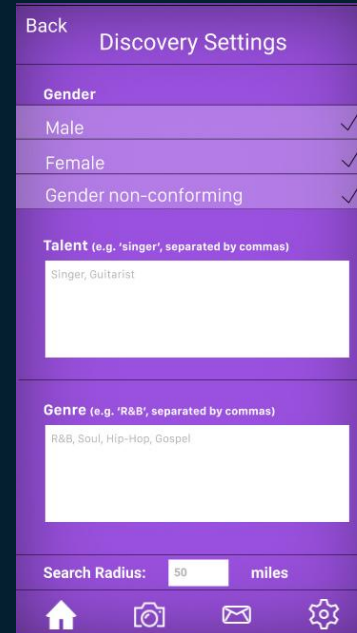 Back
Discovery Settings
Gender
Male
Female
Gender non-conforming
Talent (e.g. ‘singer’, separated by commas)
Singer, Guitarist
Genre (e.g. ‘R&B’, separated by commas)
R&B, Soul, Hip-Hop, Gospel
Search Radius: 50 miles